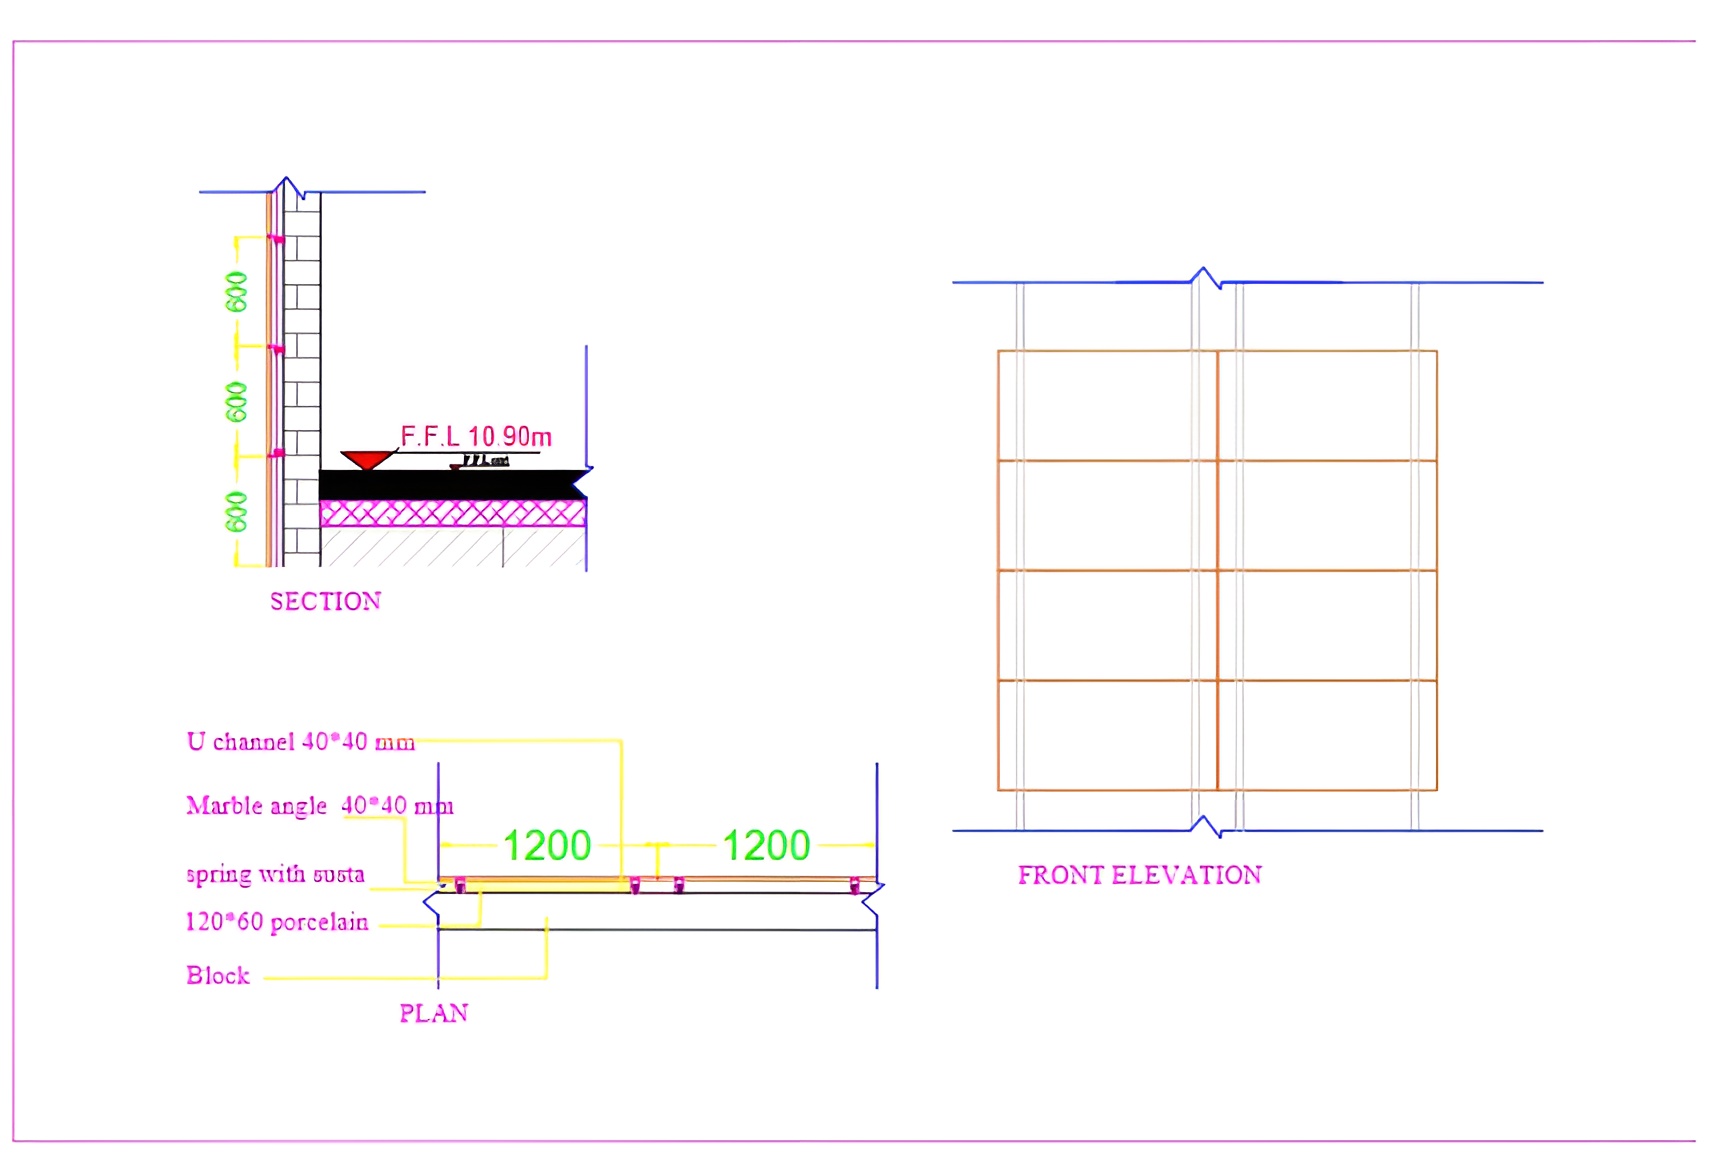 600
600
600
F.F.L 10.90m
SECTION
U channel 40*40 mm
Marble angle 40*40 mm
spring with susta
120*60 porcelain
Block
1200
1200
PLAN
FRONT ELEVATION